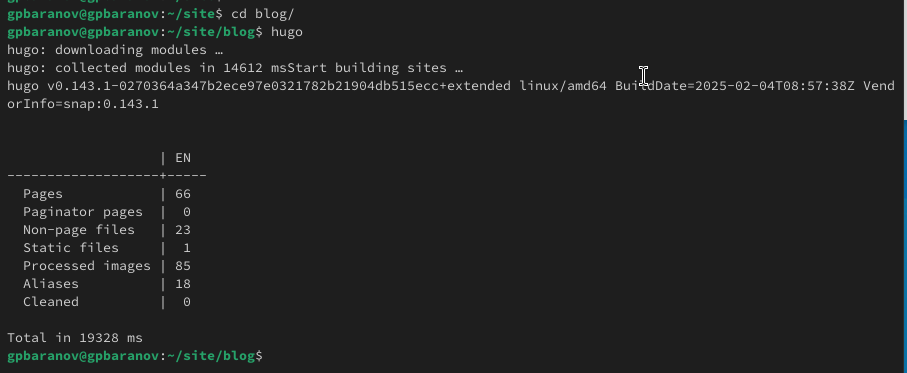 gpbaranov@gpbaranov:~/site$ cd blog/
gpbaranov@gpbaranov:~/site/blog$ hugo
hugo: downloading modules …
hugo: collected modules in 14612 msStart building sites …
hugo v0.143.1-0270364a347b2ece97e0321782b21904db515ecc+extended linux/amd64 BuildDate=2025-02-04T08:57:38Z Vend
orInfo=snap:0.143.1
                   | EN
-------------------+-----
  Pages            | 66
  Paginator pages  |  0
  Non-page files   | 23
  Static files     |  1
  Processed images | 85
  Aliases          | 18
  Cleaned          |  0
Total in 19328 ms
gpbaranov@gpbaranov:~/site/blog$